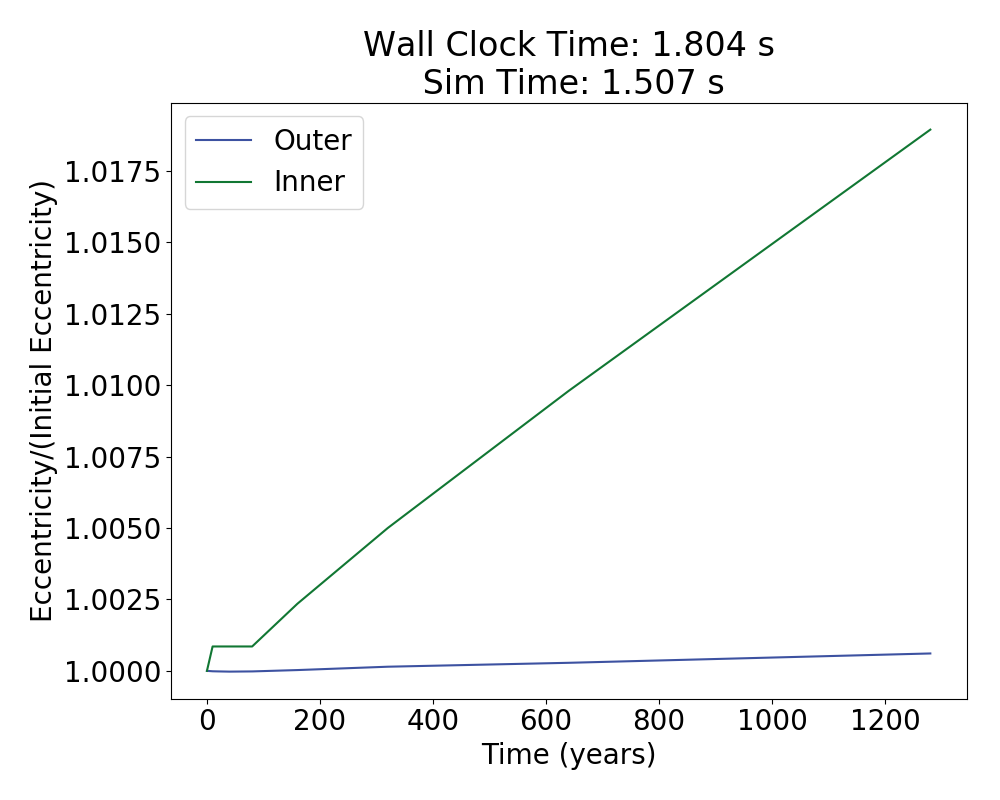 Wall Clock Time: 1.804 s
Sim Time: 1.507 s
Outer
Inner
Eccentricity/(Initial Eccentricity)
1.0175
1.0150
1.0125
1.0100
1.0075
1.0050
1.0025
1.0000
0 200 400 600 800 1000 1200
Time (years)